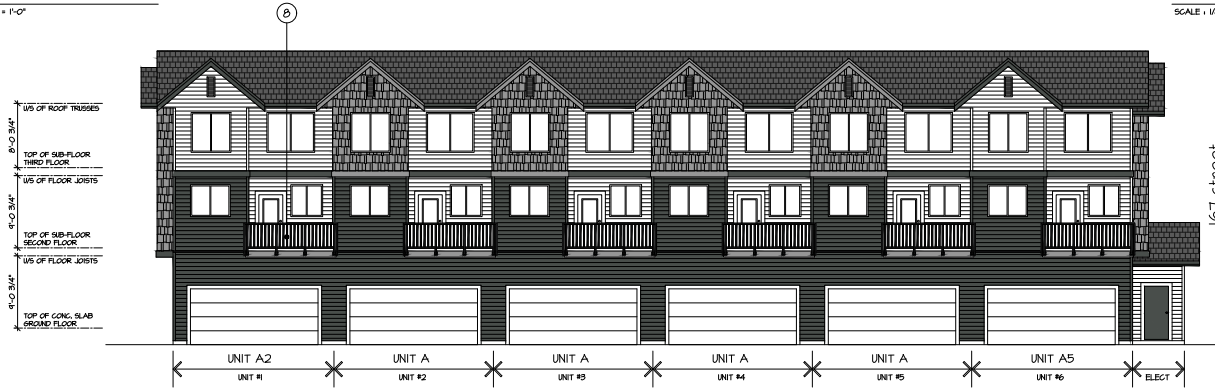 = 1'-0"
8
SCALE : 1/
U/S OF ROOF TRUSSES
8'-0 3/4"
TOP OF SUB-FLOOR
THIRD FLOOR
U/S OF FLOOR JOISTS
9'-0 3/4"
TOP OF SUB-FLOOR
SECOND FLOOR
U/S OF FLOOR JOISTS
9'-0 3/4"
TOP OF CONC. SLAB
GROUND FLOOR
UNIT A2
UNIT A
UNIT A
UNIT A
UNIT A
UNIT A5
UNIT #1
UNIT #2
UNIT #3
UNIT #4
UNIT #5
UNIT #6
ELECT